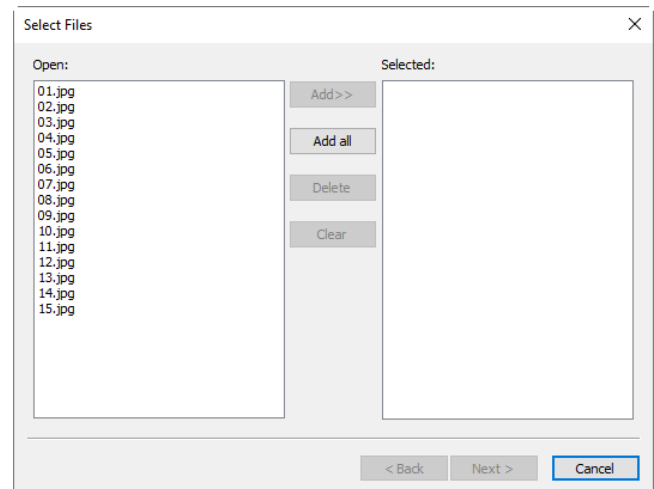 Select Files
Open:
Selected:
01.jpg
02.jpg
03.jpg
04.jpg
05.jpg
06.jpg
07.jpg
08.jpg
09.jpg
10.jpg
11.jpg
12.jpg
13.jpg
14.jpg
15.jpg
Add>>
Add all
Delete
Clear
< Back
Next >
Cancel